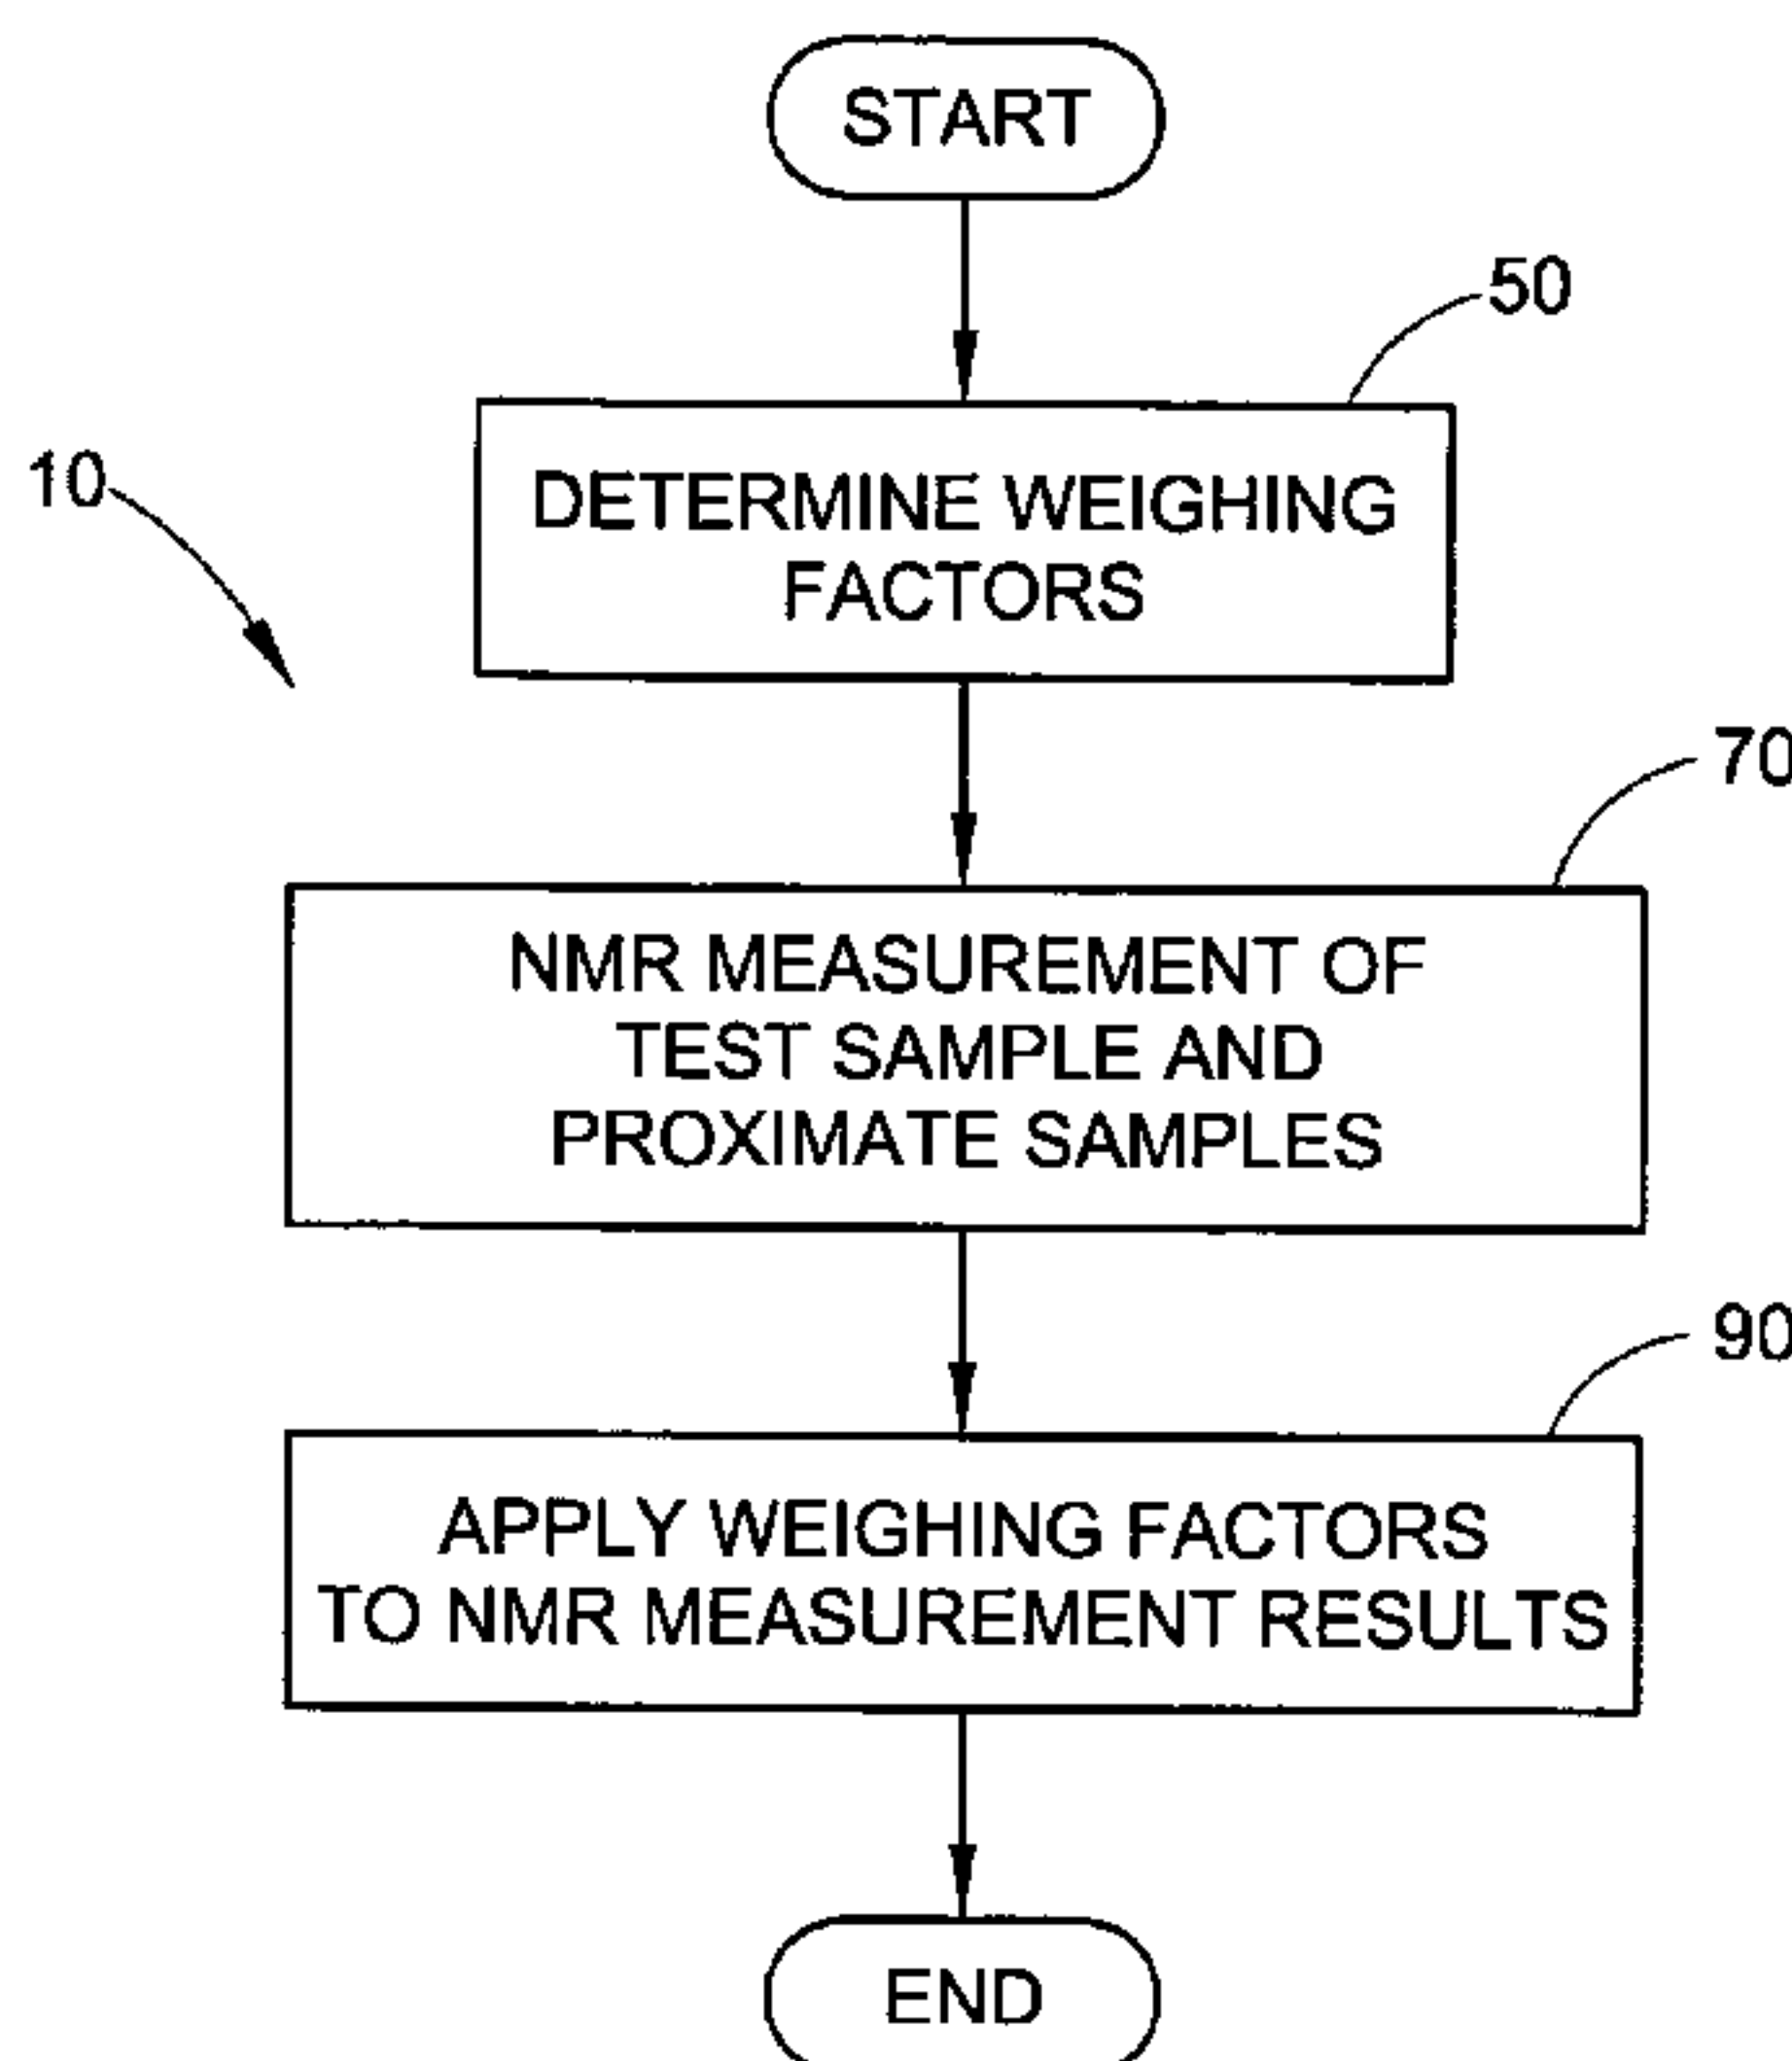 START
50
DETERMINE WEIGHING
FACTORS
10
70
NMR MEASUREMENT OF
TEST SAMPLE AND
PROXIMATE SAMPLES
90
APPLY WEIGHING FACTORS
TO NMR MEASUREMENT RESULTS
END